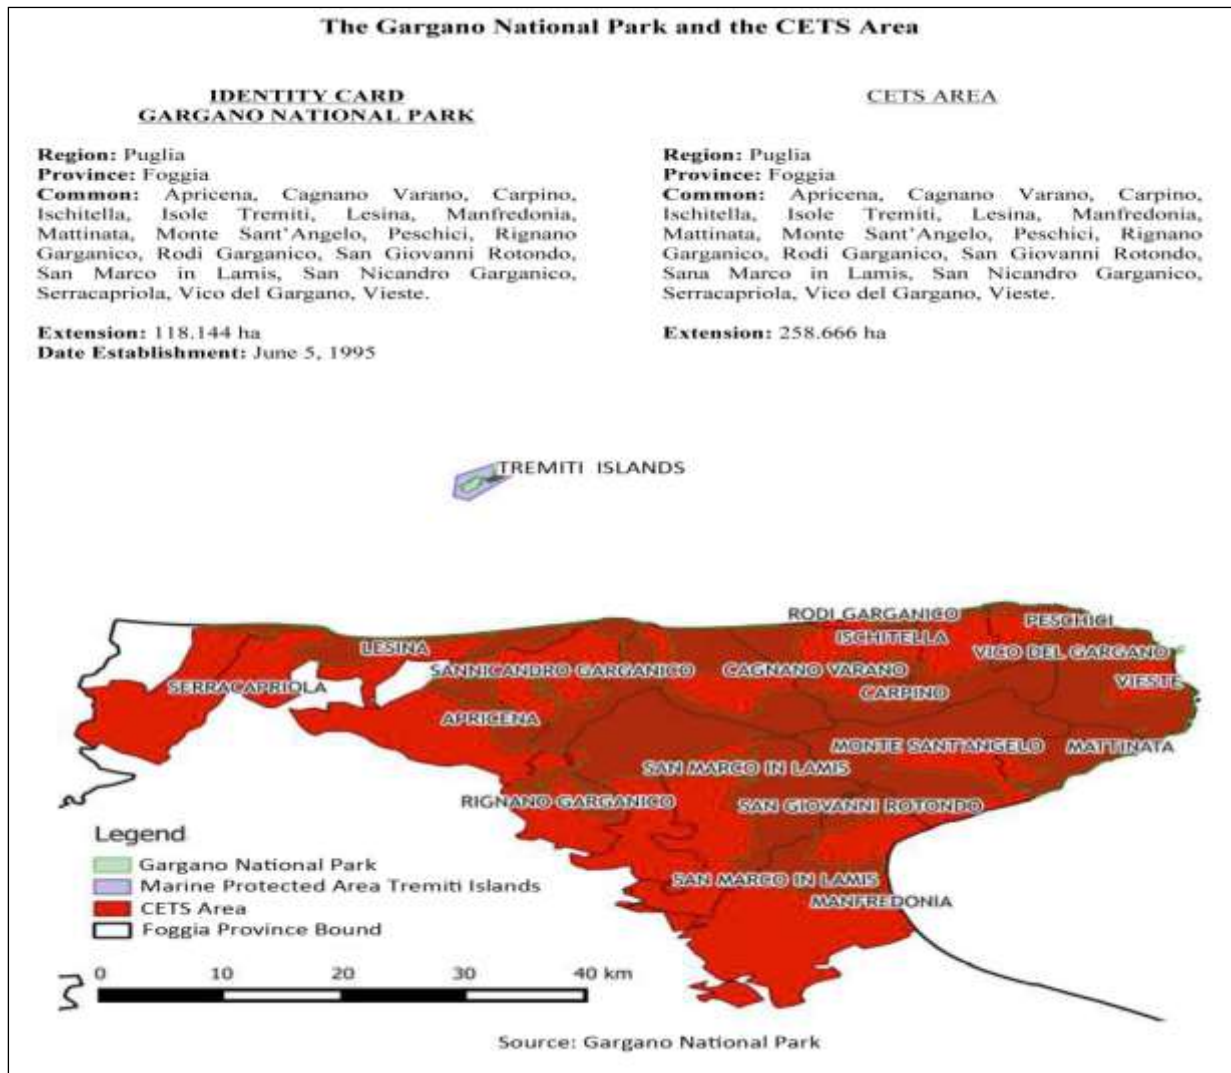 The Gargano National Park and the CETS Area
IDENTITY CARD
GARGANO NATIONAL PARK
Region: Puglia
Province: Foggia
Common: Apricena, Cagnano Varano, Carpino,
Ischitella, Isole Tremiti, Lesina, Manfredonia,
Mattinata, Monte Sant'Angelo, Peschici, Rignano
Garganico, Rodi Garganico, San Giovanni Rotondo,
San Marco in Lamis, San Nicandro Garganico,
Serracapriola, Vico del Gargano, Vieste.
Extension: 118.144 ha
Date Establishment: June 5, 1995
CETS AREA
Region: Puglia
Province: Foggia
Common: Apricena, Cagnano Varano, Carpino,
Ischitella, Isole Tremiti, Lesina, Manfredonia,
Mattinata, Monte Sant'Angelo, Peschici, Rignano
Garganico, Rodi Garganico, San Giovanni Rotondo,
Sana Marco in Lamis, San Nicandro Garganico,
Serracapriola, Vico del Gargano, Vieste.
Extension: 258.666 ha
TREMITI ISLANDS
RODI GARGANICO
PESCHICI
ISCHITELLA
LESINA
VICO DEL GARGANO
SANNICANDRO GARGANICO
CAGNANO VARANO
VIESTE
SERRACAPRIOLA
CARPINO
APRICENA
MONTE SANT'ANGELO
MATTINATA
SAN MARCO IN LAMIS
RIGNANO GARGANICO
SAN GIOVANNI ROTONDO
SAN MARCO IN LAMIS
MANFREDONIA
Legend
Gargano National Park
Marine Protected Area Tremiti Islands
CETS Area
Foggia Province Bound
0 10 20 30 40 km
Source: Gargano National Park